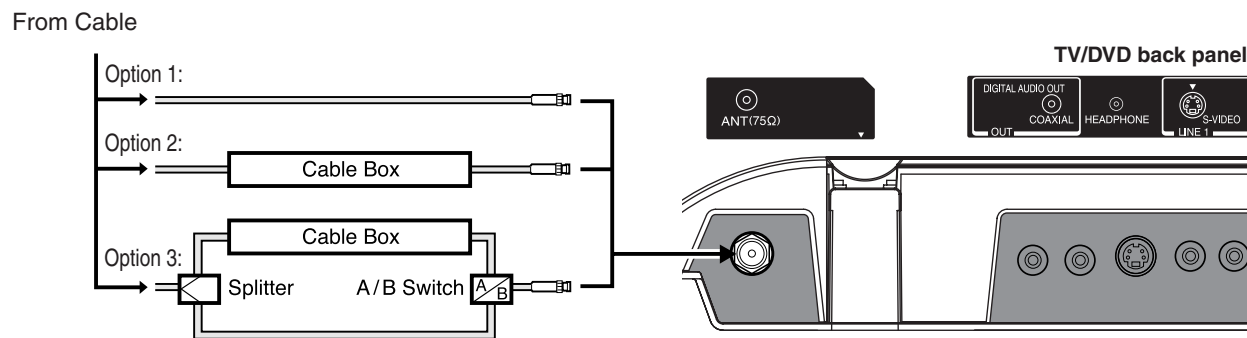 From Cable
TV/DVD back panel
Option 1:
Option 2:
Cable Box
Cable Box
Option 3:
Splitter
A/B Switch
A/B
ANT(75Ω)
DIGITAL AUDIO OUT
COAXIAL
OUT
HEADPHONE
S-VIDEO
LINE 1